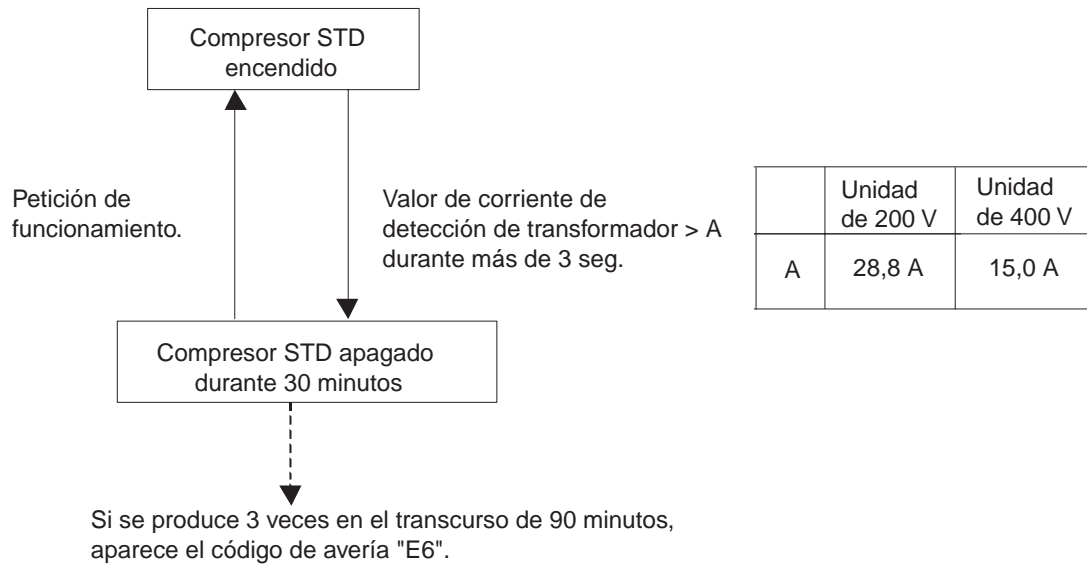 Compresor STD
encendido
Petición de
funcionamiento.
Valor de corriente de
detección de transformador > A
durante más de 3 seg.
Unidad
de 200 V
Unidad
de 400 V
A
28,8 A
15,0 A
Compresor STD apagado
durante 30 minutos
Si se produce 3 veces en el transcurso de 90 minutos,
aparece el código de avería "E6".